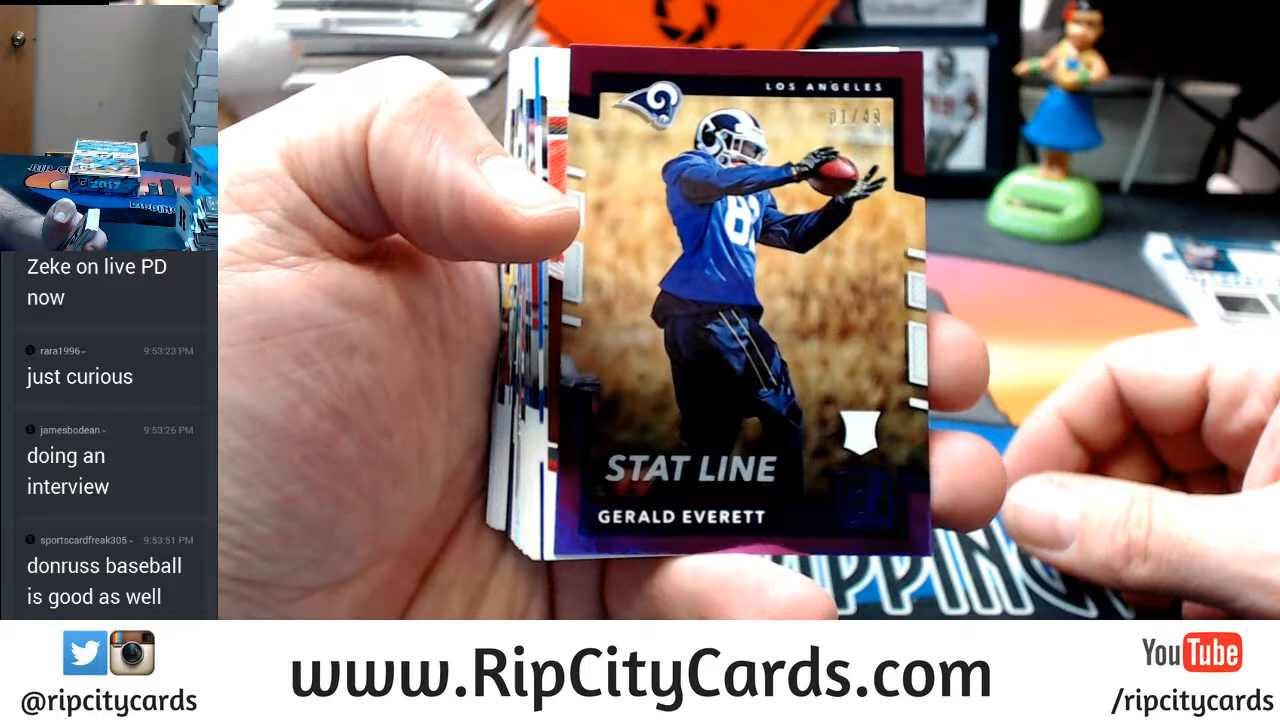 Zeke on live PD
now
rara1996
9:53:23 PM
just curious
jamesbodean
9:53:26 PM
doing an
interview
sportscardfreak305
9:53:51 PM
donruss baseball
is good as well
2017
LOS ANGELES
STAT LINE
GERALD EVERETT
www.RipCityCards.com
@ripcitycards
YouTube
/ripcitycards